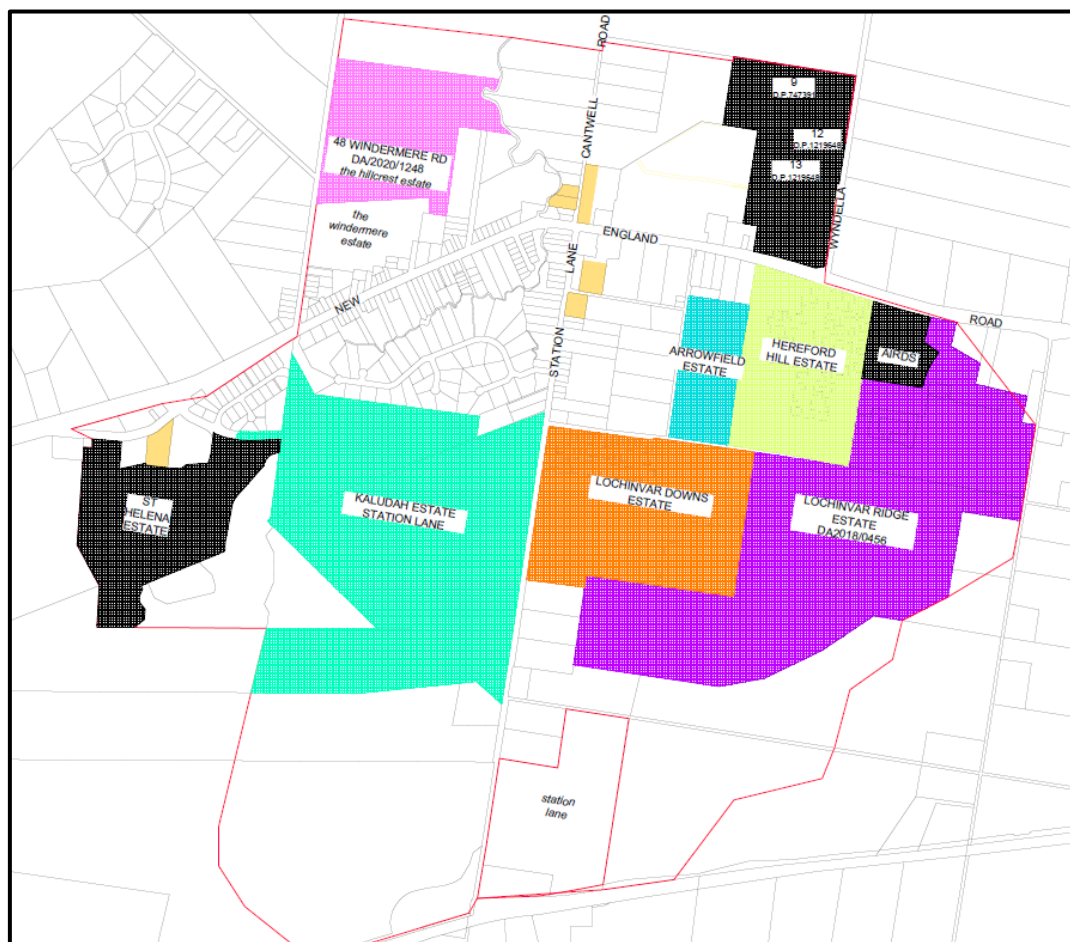 ROAD
CANTWELL
9
D.P.747391
12
D.P.1219648
13
D.P.1219648
48 WINDERMERE RD
DA/2020/1248
the hillcrest estate
the
windermere
estate
WYNDELLA
ENGLAND
LANE
NEW
ROAD
STATION
ARROWFIELD
ESTATE
HEREFORD
HILL ESTATE
AIRDS
ST
HELENA
ESTATE
KALUDAH ESTATE
STATION LANE
LOCHINVAR DOWNS
ESTATE
LOCHINVAR RIDGE
ESTATE
DA2018/0456
station
lane